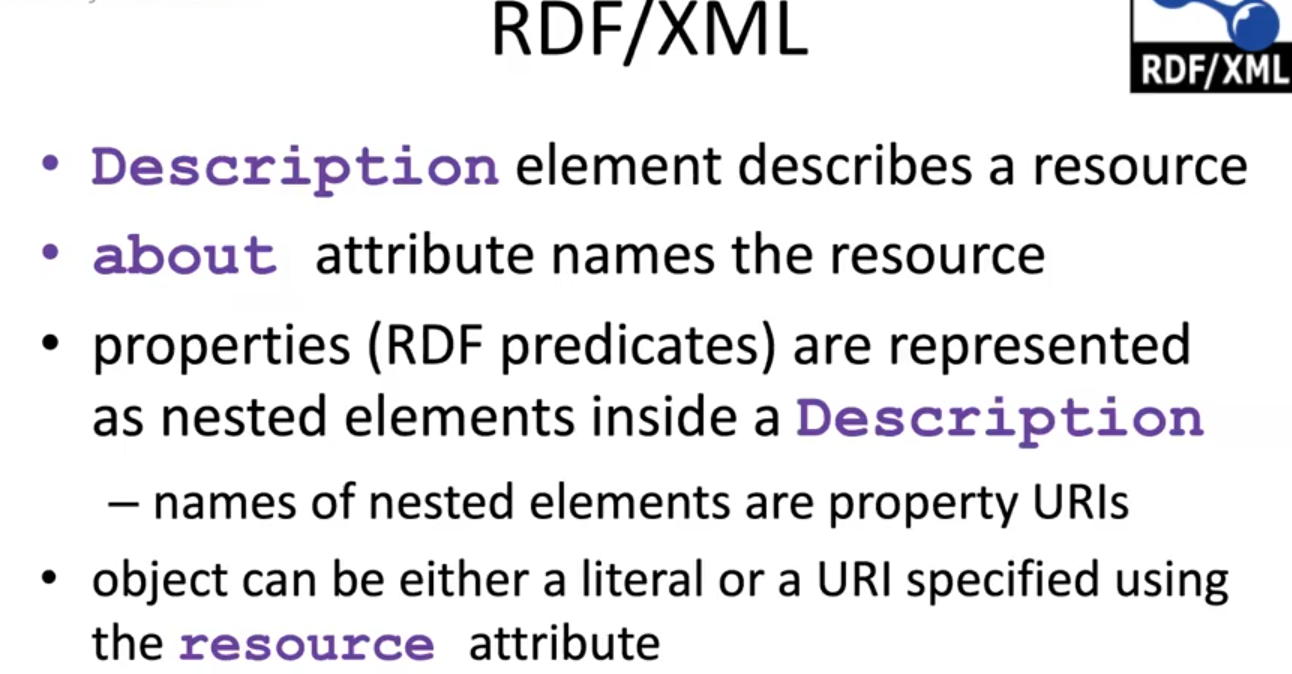 RDF/XML
RDF/XML
• Description element describes a resource
• about attribute names the resource
• properties (RDF predicates) are represented
as nested elements inside a Description
– names of nested elements are property URIs
• object can be either a literal or a URI specified using
the resource attribute